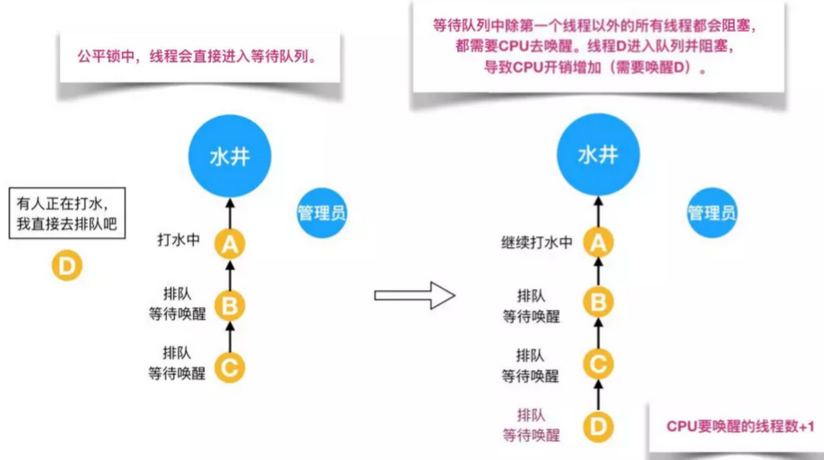 公平锁中，线程会直接进入等待队列。
等待队列中除第一个线程以外的所有线程都会阻塞，
都需要CPU去唤醒。线程D进入队列并阻塞，
导致CPU开销增加（需要唤醒D）。
水井
管理员
有人正在打水，
我直接去排队吧
D
打水中
A
排队
等待唤醒
B
排队
等待唤醒
C
水井
管理员
继续打水中
A
排队
等待唤醒
B
排队
等待唤醒
C
排队
等待唤醒
D
CPU要唤醒的线程数+1